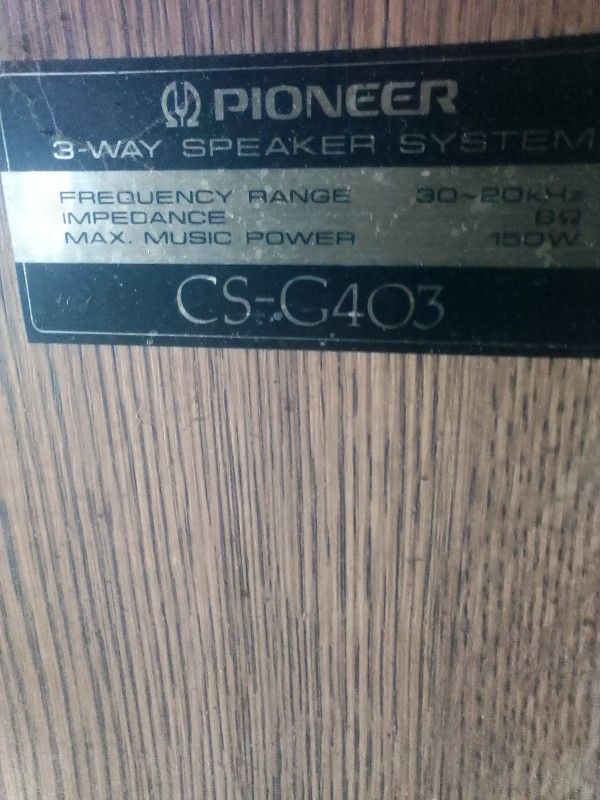 PIONEER
3-WAY SPEAKER SYSTEM
FREQUENCY RANGE 30~20kHz
IMPEDANCE 6Ω
MAX. MUSIC POWER 150W
CS-G403